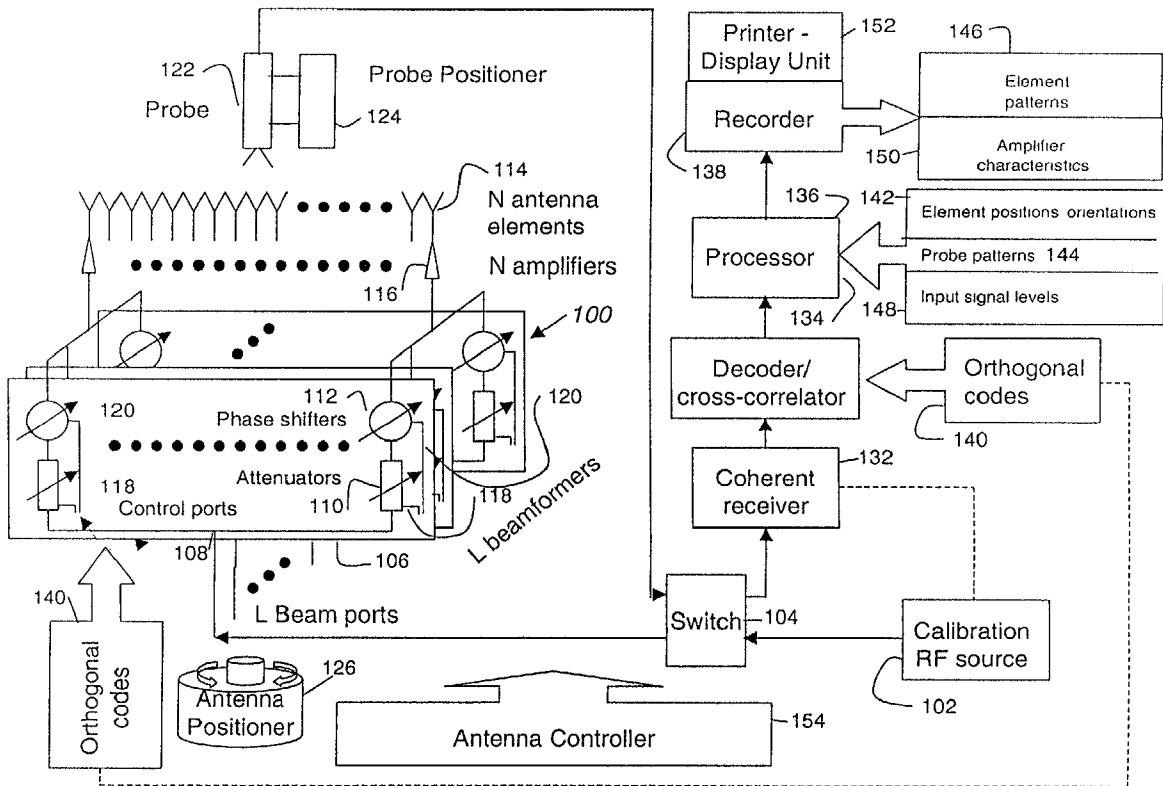 122
Probe
Probe Positioner
124
114
N antenna
elements
N amplifiers
116
100
120
112
Phase shifters
120
118
Attenuators
110
118
Control ports
L beamformers
108
106
L Beam ports
140
Orthogonal
codes
126
Antenna
Positioner
Antenna Controller
154
Switch
104
Calibration
RF source
102
Coherent
receiver
132
Decoder/
cross-correlator
Orthogonal
codes
140
Processor
136
134
142
Element positions orientations
Probe patterns 144
148
Input signal levels
Printer -
Display Unit
152
Recorder
138
146
Element
patterns
150
Amplifier
characteristics